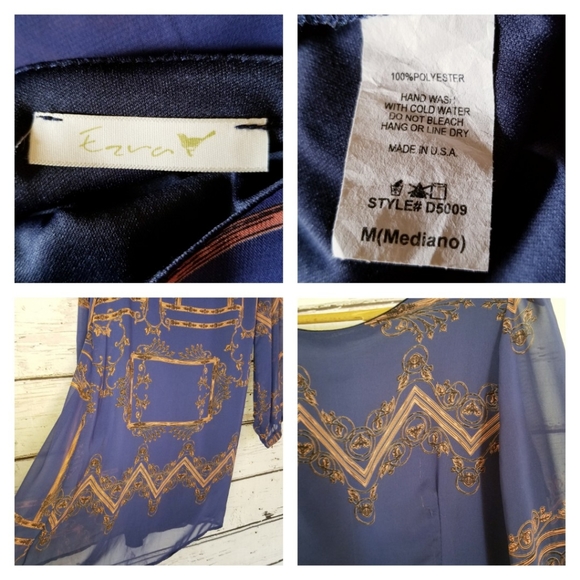 Ezra
100%POLYESTER
HAND WASH
WITH COLD WATER
DO NOT BLEACH
HANG OR LINE DRY
MADE IN U.S.A.
STYLE# D5009
M(Mediano)